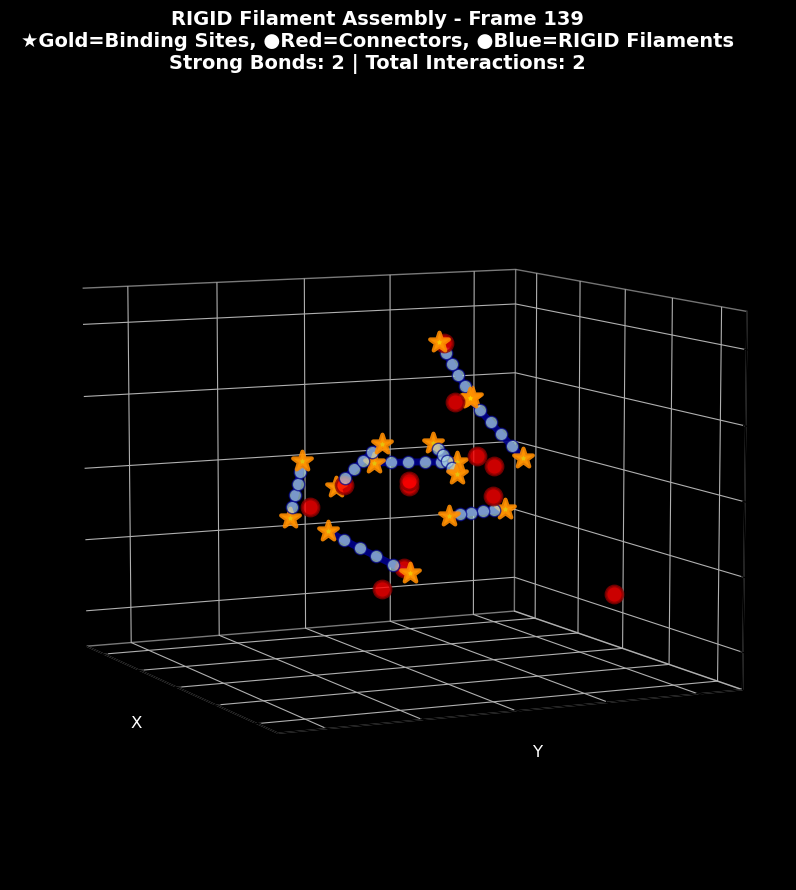 RIGID Filament Assembly - Frame 139
★Gold=Binding Sites, ●Red=Connectors, ●Blue=RIGID Filaments
Strong Bonds: 2 | Total Interactions: 2
X
Y